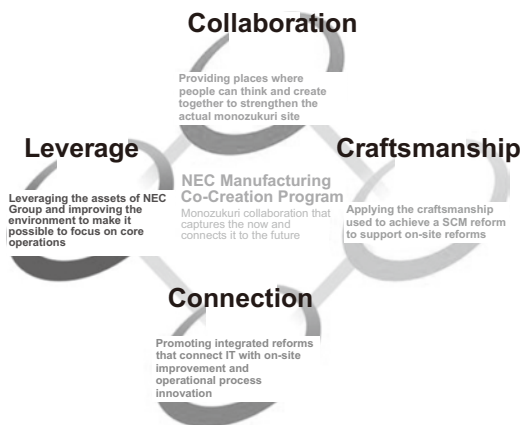 Collaboration
Providing places where
people can think and create
together to strengthen the
actual monozukuri site
Leverage
Leveraging the assets of NEC
Group and improving the
environment to make it
possible to focus on core
operations
NEC Manufacturing
Co-Creation Program
Monozukuri collaboration that
captures the now and
connects it to the future
Craftsmanship
Applying the craftsmanship
used to achieve a SCM reform
to support on-site reforms
Connection
Promoting integrated reforms
that connect IT with on-site
improvement and
operational process
innovation